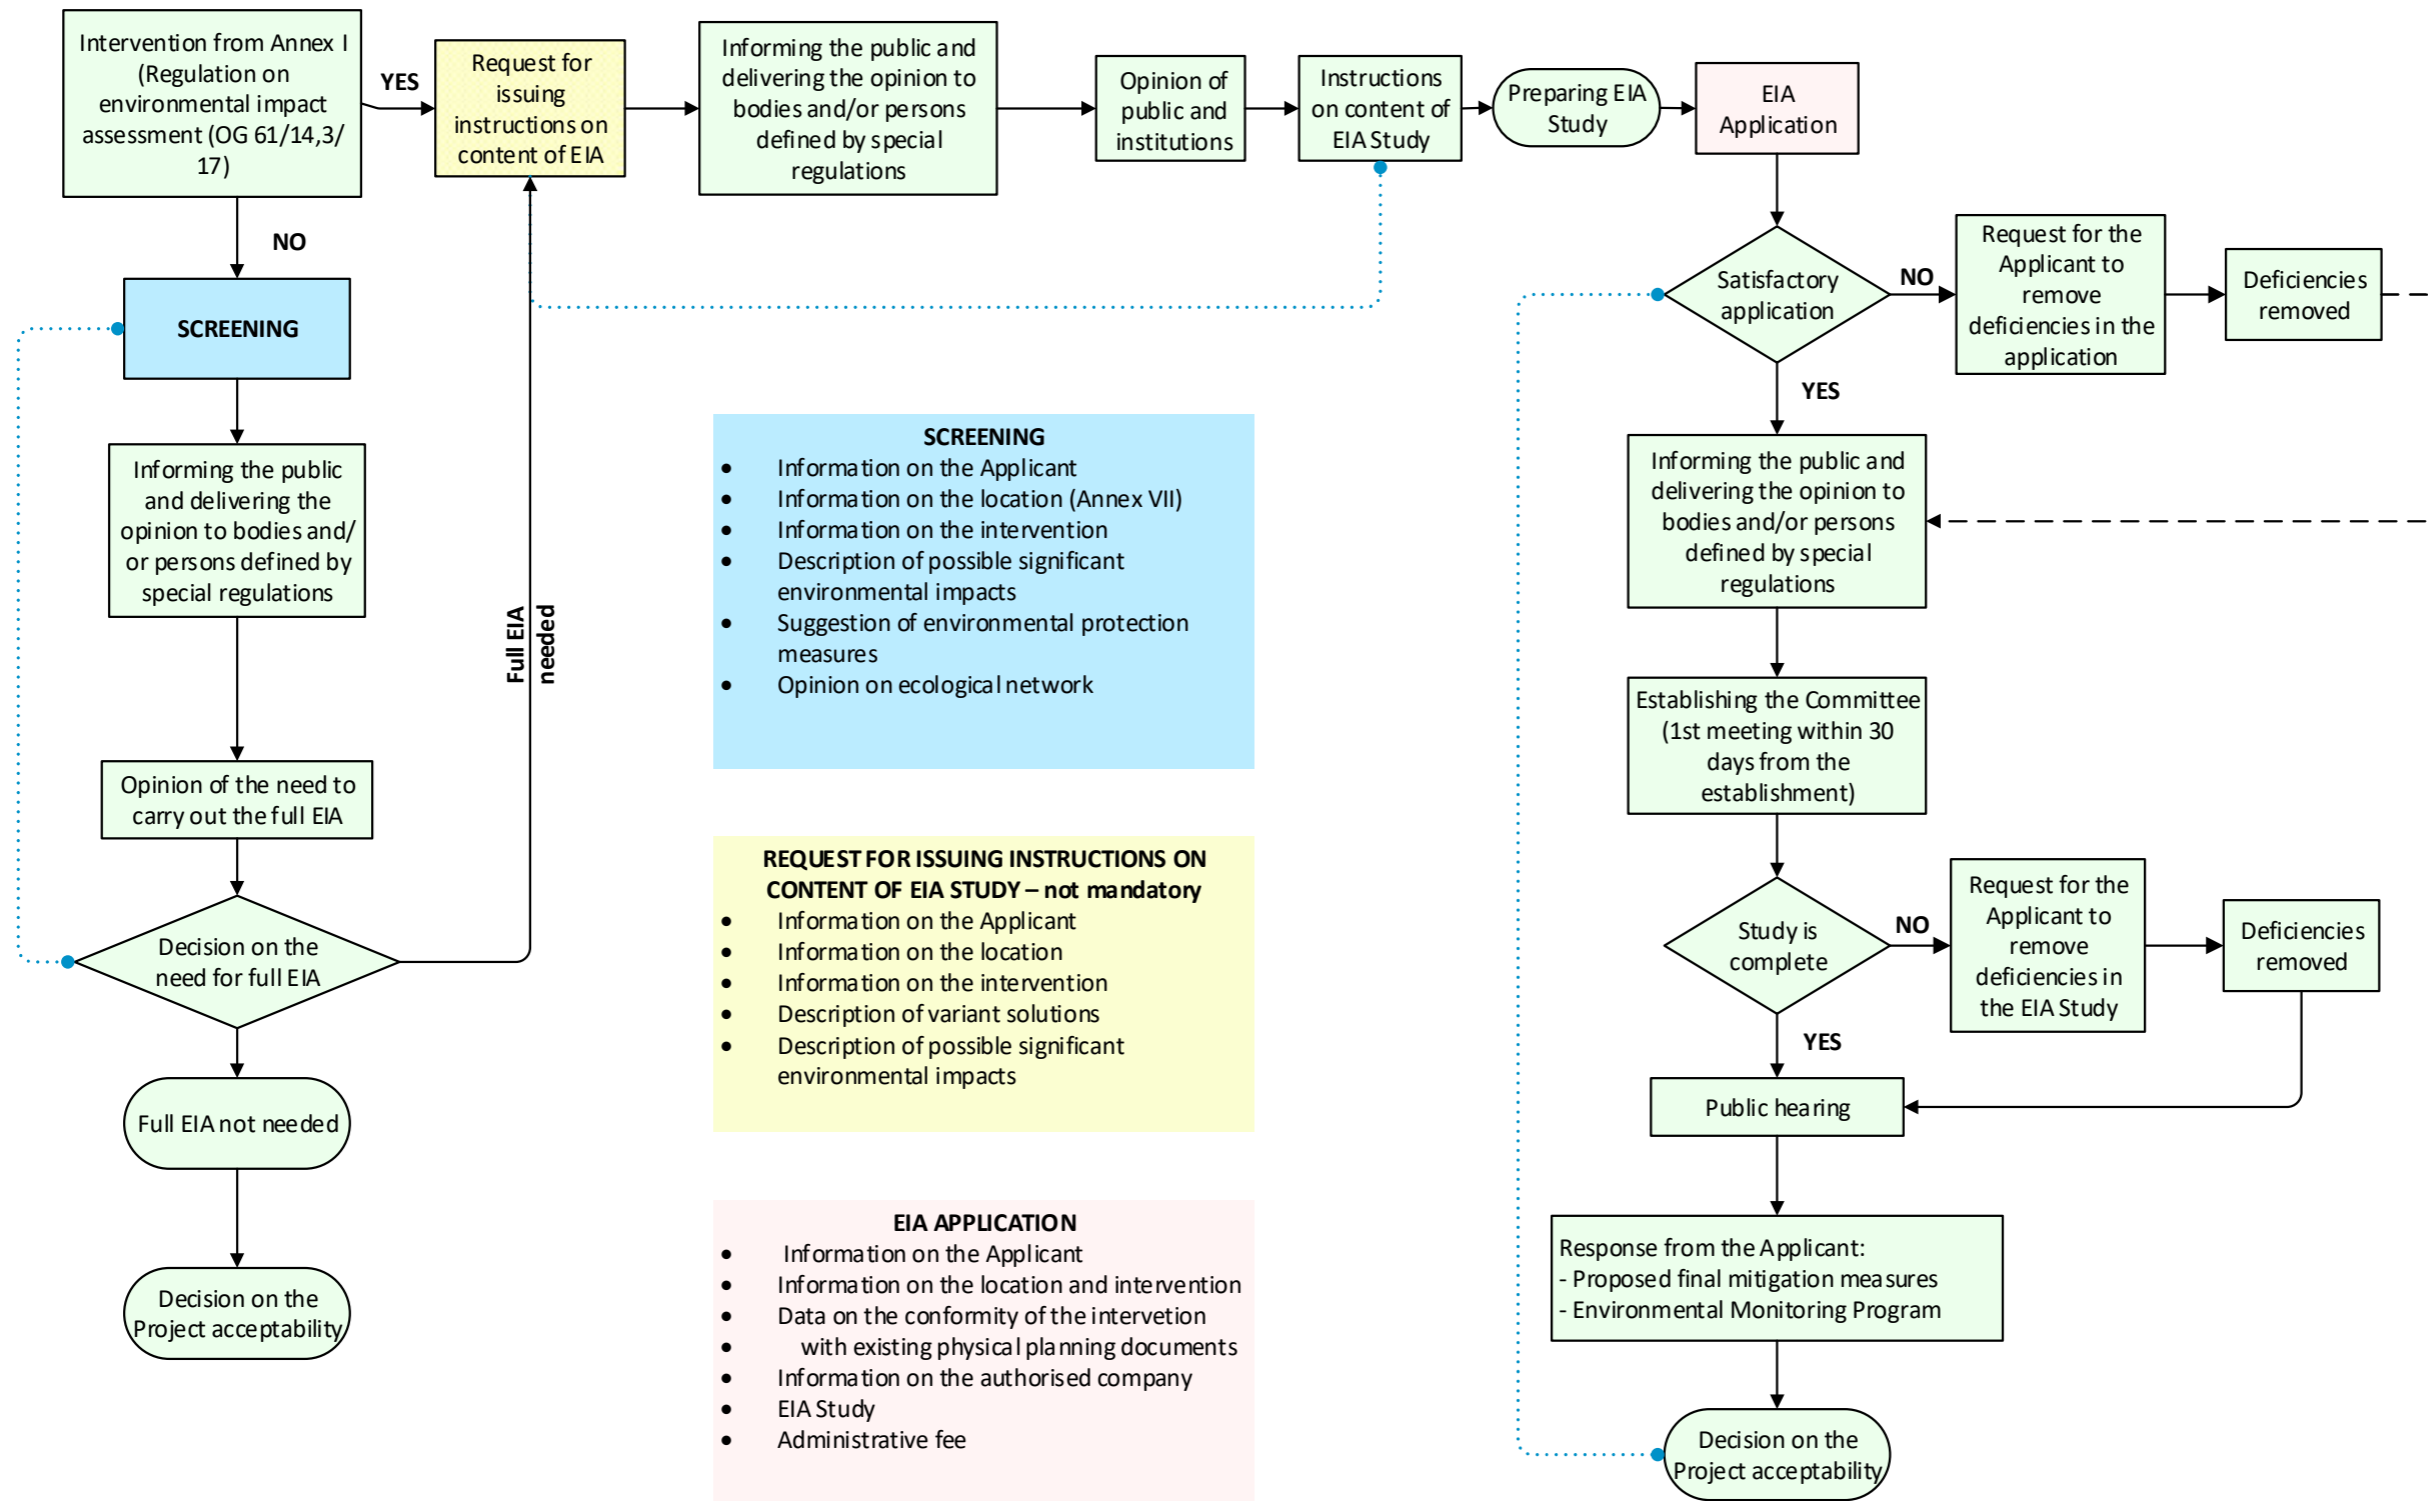 Intervention from Annex I
(Regulation on
environmental impact
assessment (OG 61/14,3/
17)
YES
Request for
issuing
instructions on
content of EIA
Informing the public and
delivering the opinion to
bodies and/or persons
defined by special
regulations
Opinion of
public and
institutions
Instructions
on content of
EIA Study
Preparing EIA
Study
EIA
Application
NO
SCREENING
Informing the public
and delivering the
opinion to bodies and/
or persons defined by
special regulations
Opinion of the need to
carry out the full EIA
Decision on the
need for full EIA
Full EIA
needed
Full EIA not needed
Decision on the
Project acceptability
SCREENING
• Information on the Applicant
• Information on the location (Annex VII)
• Information on the intervention
• Description of possible significant
environmental impacts
• Suggestion of environmental protection
measures
• Opinion on ecological network
REQUEST FOR ISSUING INSTRUCTIONS ON
CONTENT OF EIA STUDY – not mandatory
• Information on the Applicant
• Information on the location
• Information on the intervention
• Description of variant solutions
• Description of possible significant
environmental impacts
EIA APPLICATION
• Information on the Applicant
• Information on the location and intervention
• Data on the conformity of the intervetion
• with existing physical planning documents
• Information on the authorised company
• EIA Study
• Administrative fee
Satisfactory
application
NO
Request for the
Applicant to
remove
deficiencies in the
application
Deficiencies
removed
YES
Informing the public and
delivering the opinion to
bodies and/or persons
defined by special
regulations
Establishing the Committee
(1st meeting within 30
days from the
establishment)
Study is
complete
NO
Request for the
Applicant to
remove
deficiencies in
the EIA Study
Deficiencies
removed
YES
Public hearing
Response from the Applicant:
- Proposed final mitigation measures
- Environmental Monitoring Program
Decision on the
Project acceptability